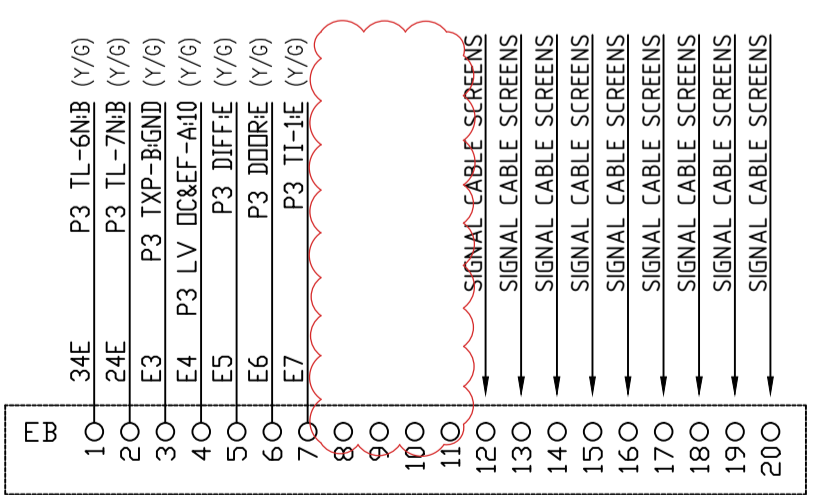 34E P3 TL-6N:B (Y/G)
24E P3 TL-7N:B (Y/G)
E3 P3 TXP-B:GND (Y/G)
E4 P3 LV OC&EF-A:10 (Y/G)
E5 P3 DIFF:E (Y/G)
E6 P3 DOOR:E (Y/G)
E7 P3 TI-1:E (Y/G)
SIGNAL CABLE SCREENS
SIGNAL CABLE SCREENS
SIGNAL CABLE SCREENS
SIGNAL CABLE SCREENS
SIGNAL CABLE SCREENS
SIGNAL CABLE SCREENS
SIGNAL CABLE SCREENS
SIGNAL CABLE SCREENS
SIGNAL CABLE SCREENS
EB
1
2
3
4
5
6
7
8
9
10
11
12
13
14
15
16
17
18
19
20